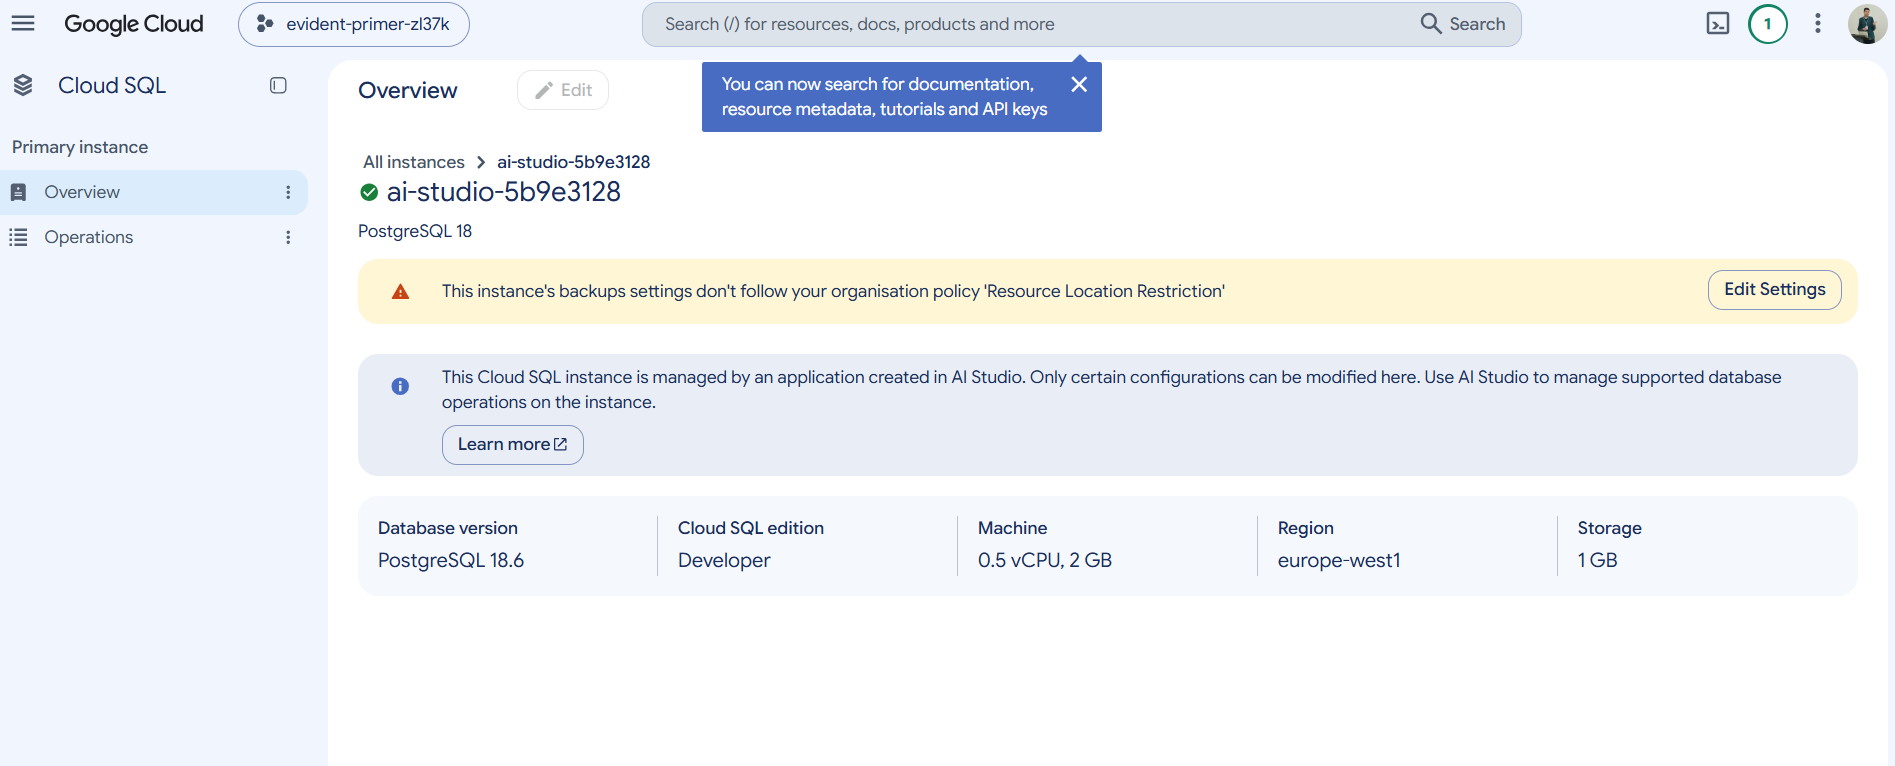 Google Cloud
evident-primer-zl37k
Search (/) for resources, docs, products and more
Search
1
Cloud SQL
Overview
Edit
You can now search for documentation,
resource metadata, tutorials and API keys
Primary instance
Overview
Operations
All instances > ai-studio-5b9e3128
ai-studio-5b9e3128
PostgreSQL 18
This instance's backups settings don't follow your organisation policy 'Resource Location Restriction'
Edit Settings
This Cloud SQL instance is managed by an application created in AI Studio. Only certain configurations can be modified here. Use AI Studio to manage supported database
operations on the instance.
Learn more
Database version
PostgreSQL 18.6
Cloud SQL edition
Developer
Machine
0.5 vCPU, 2 GB
Region
europe-west1
Storage
1 GB